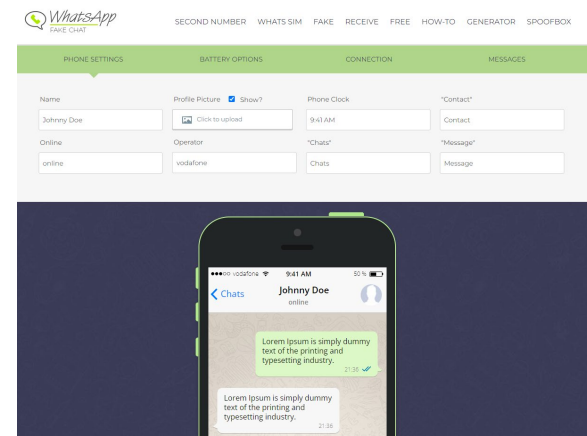 WhatsApp
FAKE CHAT
SECOND NUMBER WHATS SIM FAKE RECEIVE FREE HOW-TO GENERATOR SPOOFBOX
PHONE SETTINGS BATTERY OPTIONS CONNECTION MESSAGES
Name Profile Picture Show? Phone Clock "Contact"
Johnny Doe Click to upload 9:41 AM Contact
Online Operator "Chats" "Message"
online vodafone Chats Message
vodafone 9:41 AM 50 %
Chats Johnny Doe
online
Lorem Ipsum is simply dummy
text of the printing and
typesetting industry.
21:36
Lorem Ipsum is simply dummy
text of the printing and
typesetting industry.
21:36